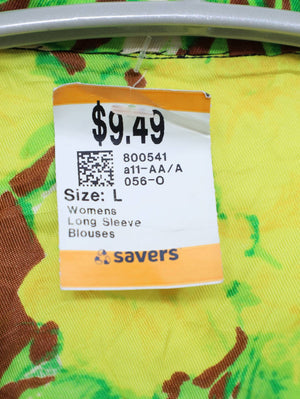 $9.49
800541
a11-AA/A
056-O
Size: L
Womens
Long Sleeve
Blouses
savers